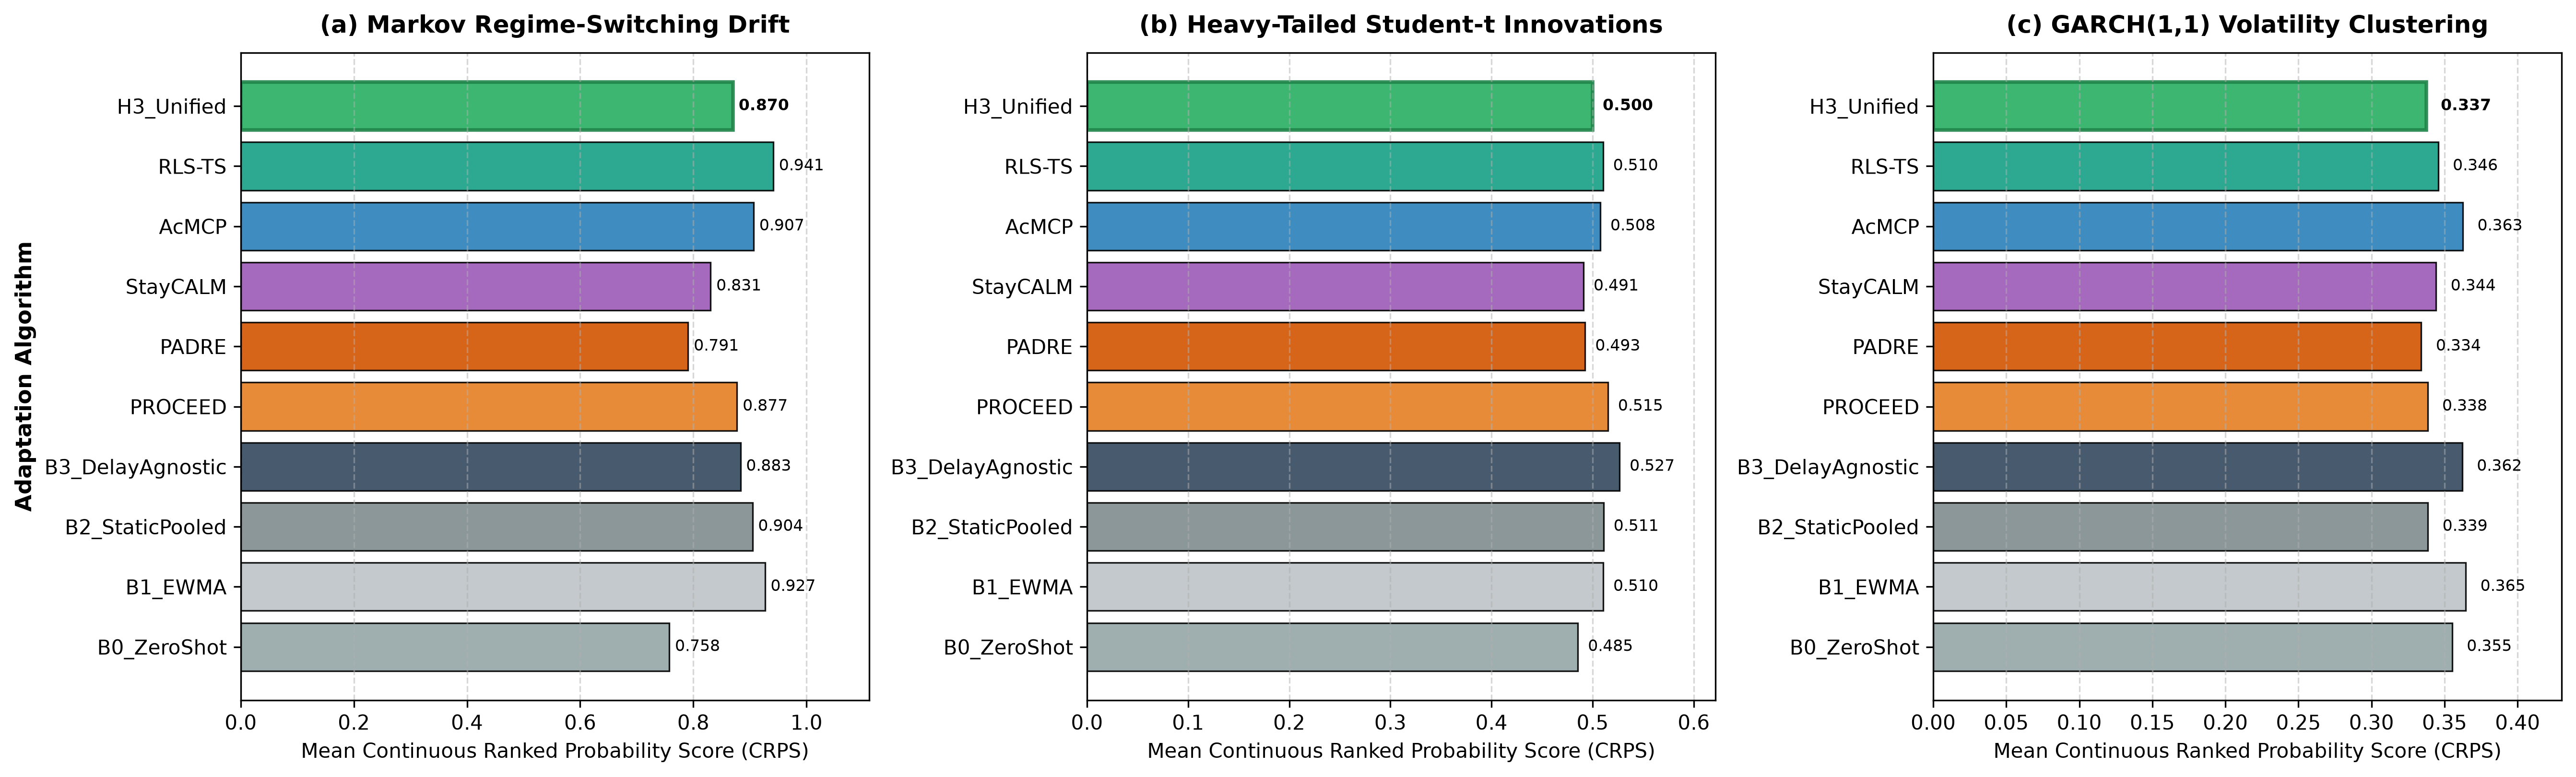 (a) Markov Regime-Switching Drift
Adaptation Algorithm
H3_Unified
0.870
RLS-TS
0.941
AcMCP
0.907
StayCALM
0.831
PADRE
0.791
PROCEED
0.877
B3_DelayAgnostic
0.883
B2_StaticPooled
0.904
B1_EWMA
0.927
B0_ZeroShot
0.758
0.0 0.2 0.4 0.6 0.8 1.0
Mean Continuous Ranked Probability Score (CRPS)
(b) Heavy-Tailed Student-t Innovations
H3_Unified
0.500
RLS-TS
0.510
AcMCP
0.508
StayCALM
0.491
PADRE
0.493
PROCEED
0.515
B3_DelayAgnostic
0.527
B2_StaticPooled
0.511
B1_EWMA
0.510
B0_ZeroShot
0.485
0.0 0.1 0.2 0.3 0.4 0.5 0.6
Mean Continuous Ranked Probability Score (CRPS)
(c) GARCH(1,1) Volatility Clustering
H3_Unified
0.337
RLS-TS
0.346
AcMCP
0.363
StayCALM
0.344
PADRE
0.334
PROCEED
0.338
B3_DelayAgnostic
0.362
B2_StaticPooled
0.339
B1_EWMA
0.365
B0_ZeroShot
0.355
0.00 0.05 0.10 0.15 0.20 0.25 0.30 0.35 0.40
Mean Continuous Ranked Probability Score (CRPS)